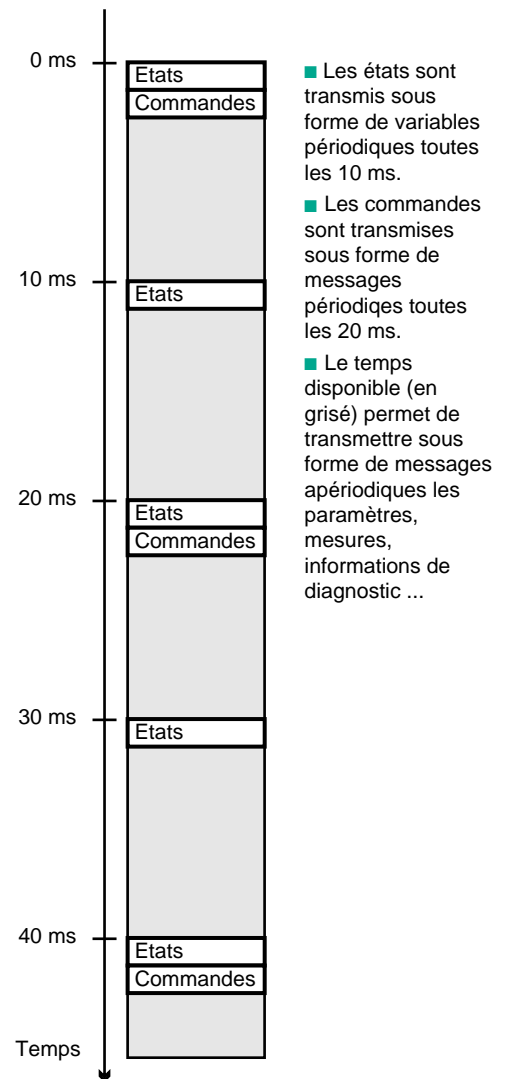 0 ms
Etats
Commandes
10 ms
Etats
20 ms
Etats
Commandes
30 ms
Etats
40 ms
Etats
Commandes
Temps
■ Les états sont
transmis sous
forme de variables
périodiques toutes
les 10 ms.
■ Les commandes
sont transmises
sous forme de
messages
périodiqes toutes
les 20 ms.
■ Le temps
disponible (en
grisé) permet de
transmettre sous
forme de messages
apériodiques les
paramètres,
mesures,
informations de
diagnostic ...